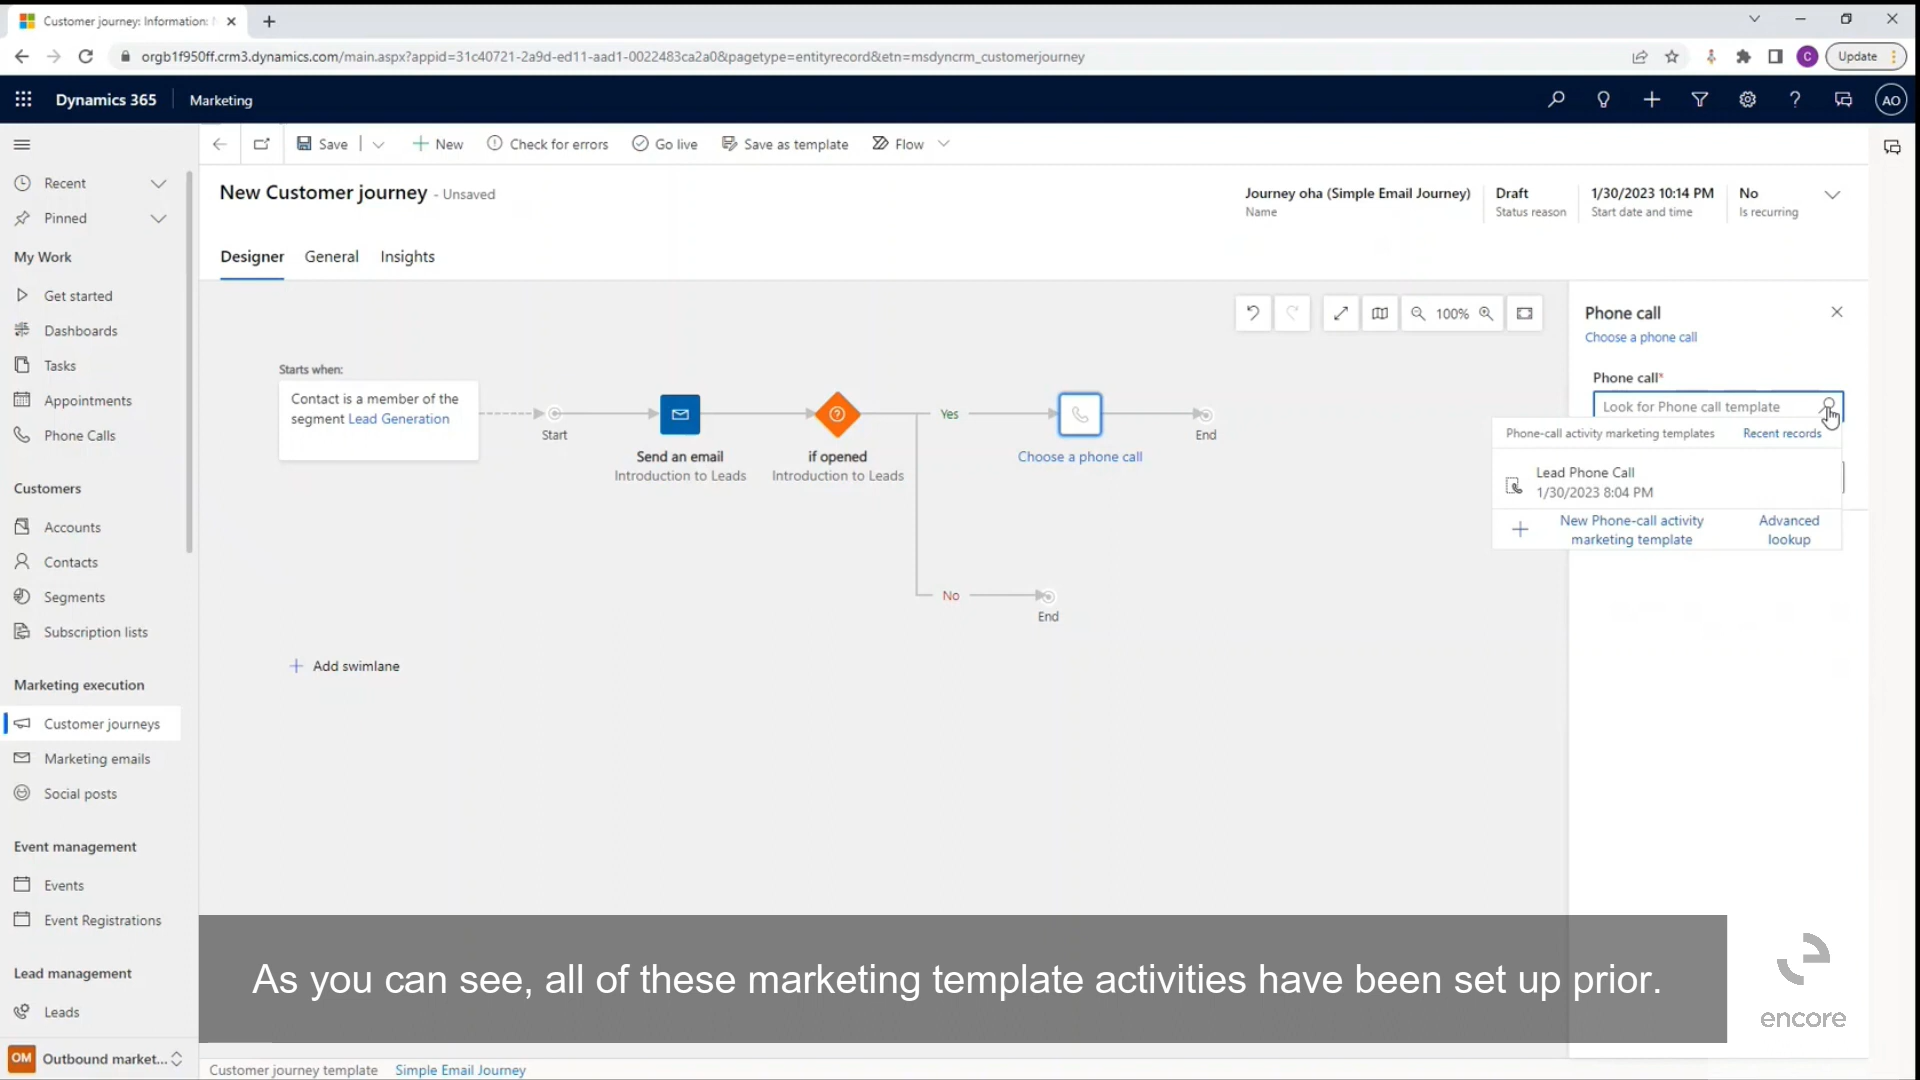 Customer journey: Information:
orgb1f950ff.crm3.dynamics.com/main.aspx?appid=31c40721-2a9d-ed11-aad1-0022483ca2a0&pagetype=entityrecord&etn=msdyncrm_customerjourney
C
Update
Dynamics 365
Marketing
AO
Save
New
Check for errors
Go live
Save as template
Flow
Recent
Pinned
My Work
Get started
Dashboards
Tasks
Appointments
Phone Calls
Customers
Accounts
Contacts
Segments
Subscription lists
Marketing execution
Customer journeys
Marketing emails
Social posts
Event management
Events
Event Registrations
Lead management
Leads
OM
Outbound market...
New Customer journey - Unsaved
Journey oha (Simple Email Journey)
Name
Draft
Status reason
1/30/2023 10:14 PM
Start date and time
No
Is recurring
Designer
General
Insights
100%
Starts when:
Contact is a member of the
segment Lead Generation
Start
Send an email
Introduction to Leads
if opened
Introduction to Leads
Yes
Choose a phone call
End
No
End
Add swimlane
Phone call
Choose a phone call
Phone call*
Look for Phone call template
Phone-call activity marketing templates
Recent records
Lead Phone Call
1/30/2023 8:04 PM
New Phone-call activity
marketing template
Advanced
lookup
As you can see, all of these marketing template activities have been set up prior.
encore
Customer journey template
Simple Email Journey